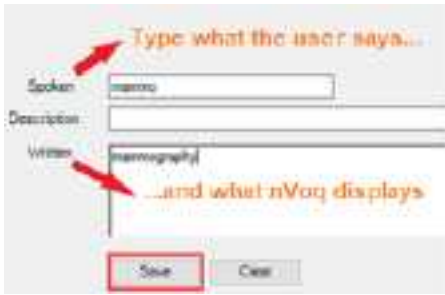 Type what the user says...
Spoken
mammo
Description
Written
mammography
...and what nVoq displays
Save
Clear